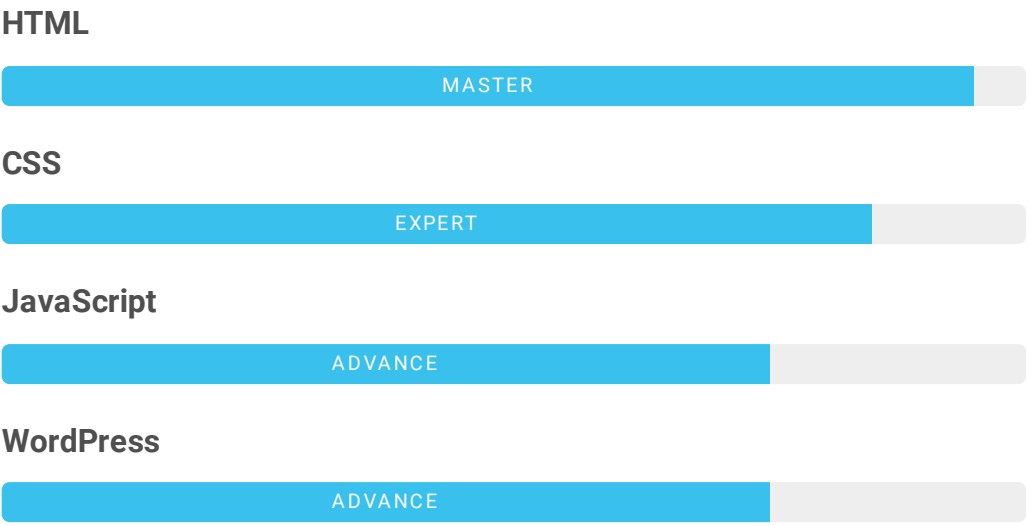 HTML
MASTER
CSS
EXPERT
JavaScript
ADVANCE
WordPress
ADVANCE